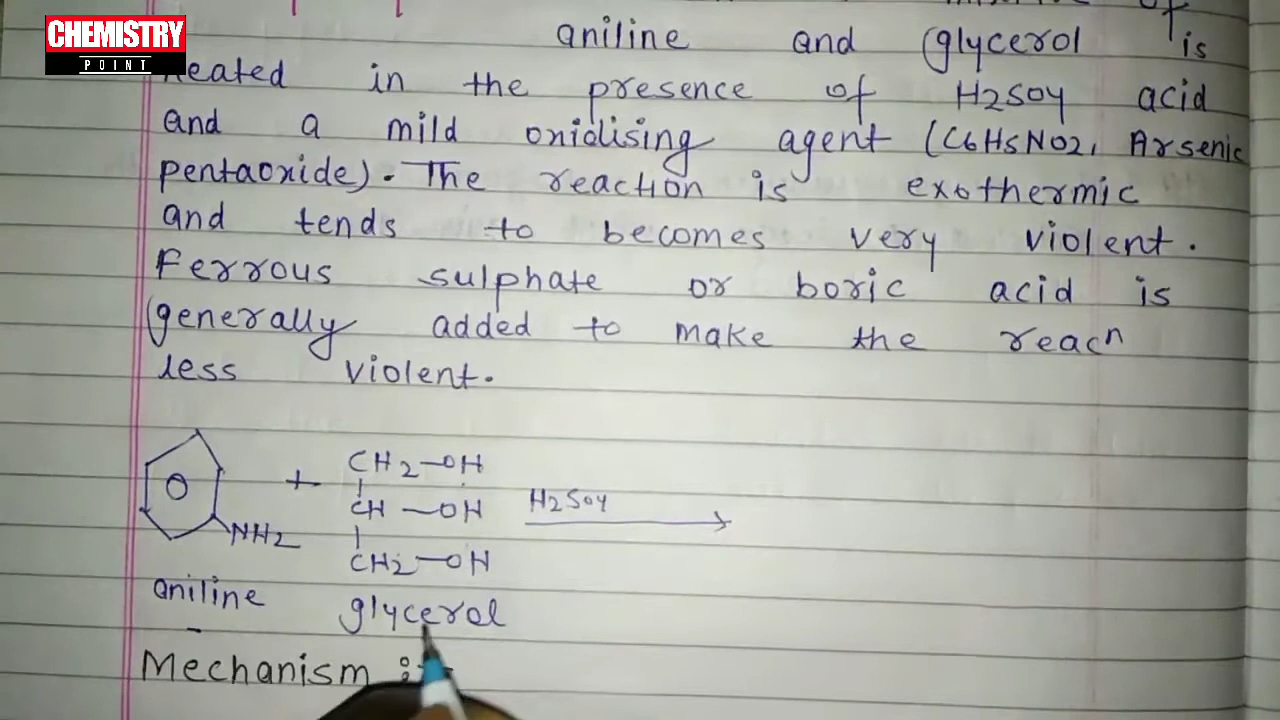 CHEMISTRY
POINT
of
aniline and glycerol is
heated in the presence of H2SO4 acid
and a mild oxidising agent (C6H5NO2, Arsenic
pentaoxide). The reaction is exothermic
and tends to becomes very violent.
Ferrous sulphate or boric acid is
generally added to make the reacn
less violent.
CH2-OH
+ CH-OH H2SO4
NH2 CH2-OH
aniline glycerol
Mechanism :-